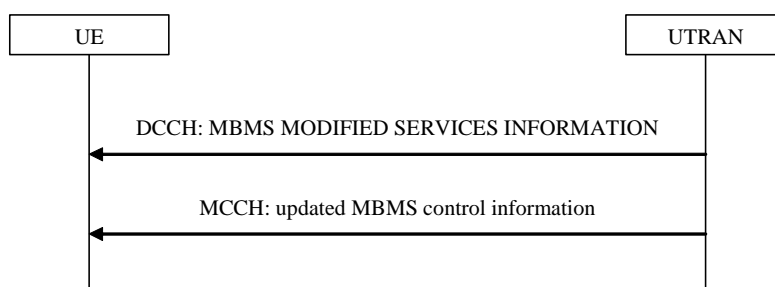 UE
UTRAN
DCCH: MBMS MODIFIED SERVICES INFORMATION
MCCH: updated MBMS control information